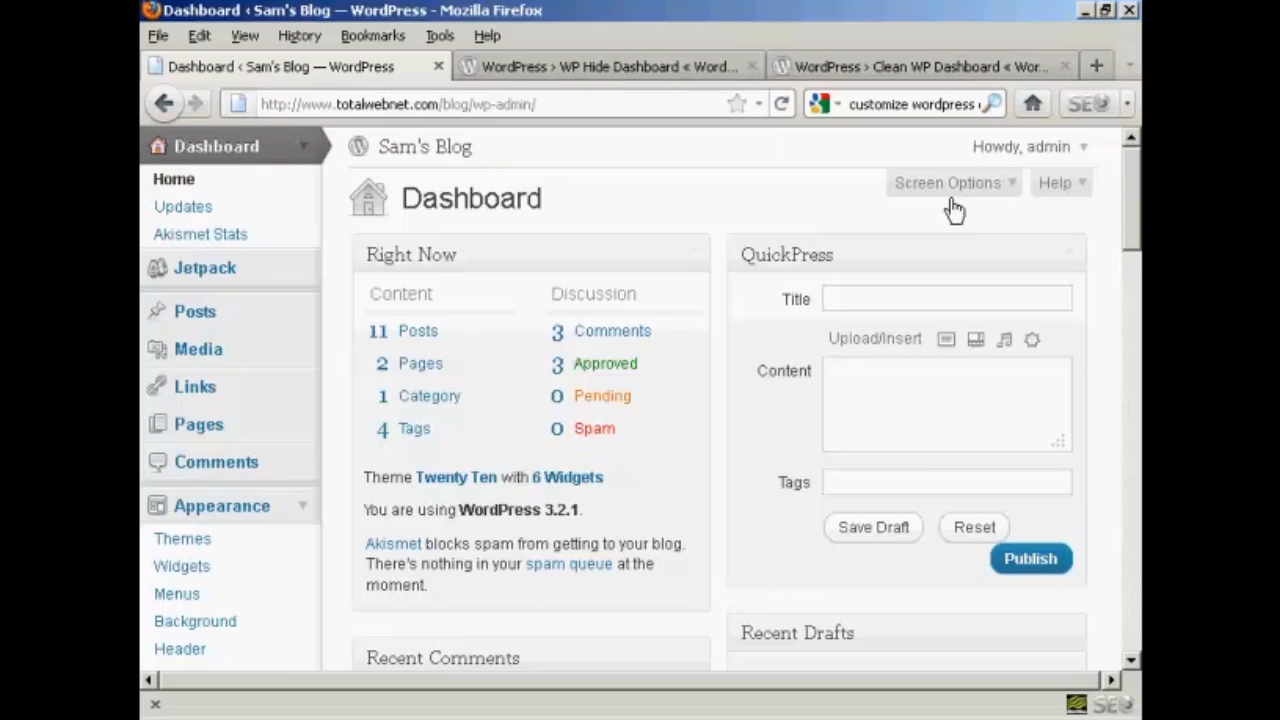 Dashboard ‹ Sam's Blog — WordPress - Mozilla Firefox
File Edit View History Bookmarks Tools Help
Dashboard ‹ Sam's Blog — WordPress
WordPress › WP Hide Dashboard « Word...
WordPress › Clean WP Dashboard « Wor...
http://www.totalwebnet.com/blog/wp-admin/
customize wordpress
SEO
Dashboard
Home
Updates
Akismet Stats
Jetpack
Posts
Media
Links
Pages
Comments
Appearance
Themes
Widgets
Menus
Background
Header
Sam's Blog
Howdy, admin
Screen Options
Help
Dashboard
Right Now
Content
Discussion
11 Posts
3 Comments
2 Pages
3 Approved
1 Category
0 Pending
4 Tags
0 Spam
Theme Twenty Ten with 6 Widgets
You are using WordPress 3.2.1.
Akismet blocks spam from getting to your blog.
There's nothing in your spam queue at the
moment.
Recent Comments
QuickPress
Title
Upload/Insert
Content
Tags
Save Draft
Reset
Publish
Recent Drafts
SEO